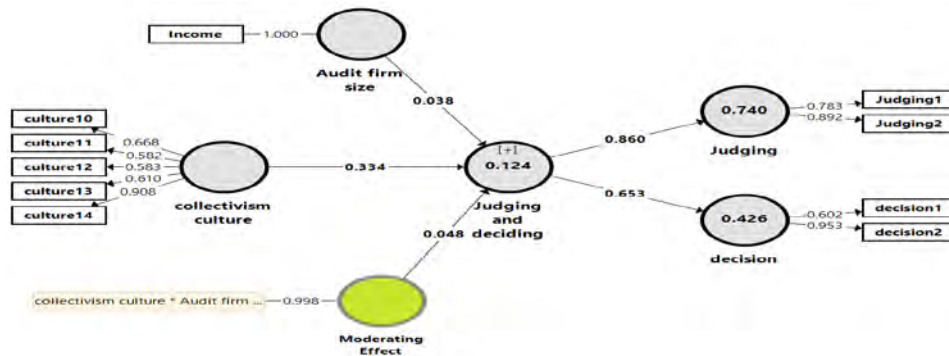 Income
1.000
Audit firm
size
0.038
culture10
culture11
culture12
culture13
culture14
0.668
0.582
0.583
0.610
0.908
collectivism
culture
0.334
[+]
0.124
Judging
and
deciding
0.860
0.740
Judging
0.783
0.892
Judging1
Judging2
0.653
0.426
decision
0.602
0.953
decision1
decision2
0.048
collectivism culture * Audit firm ...
0.998
Moderating
Effect